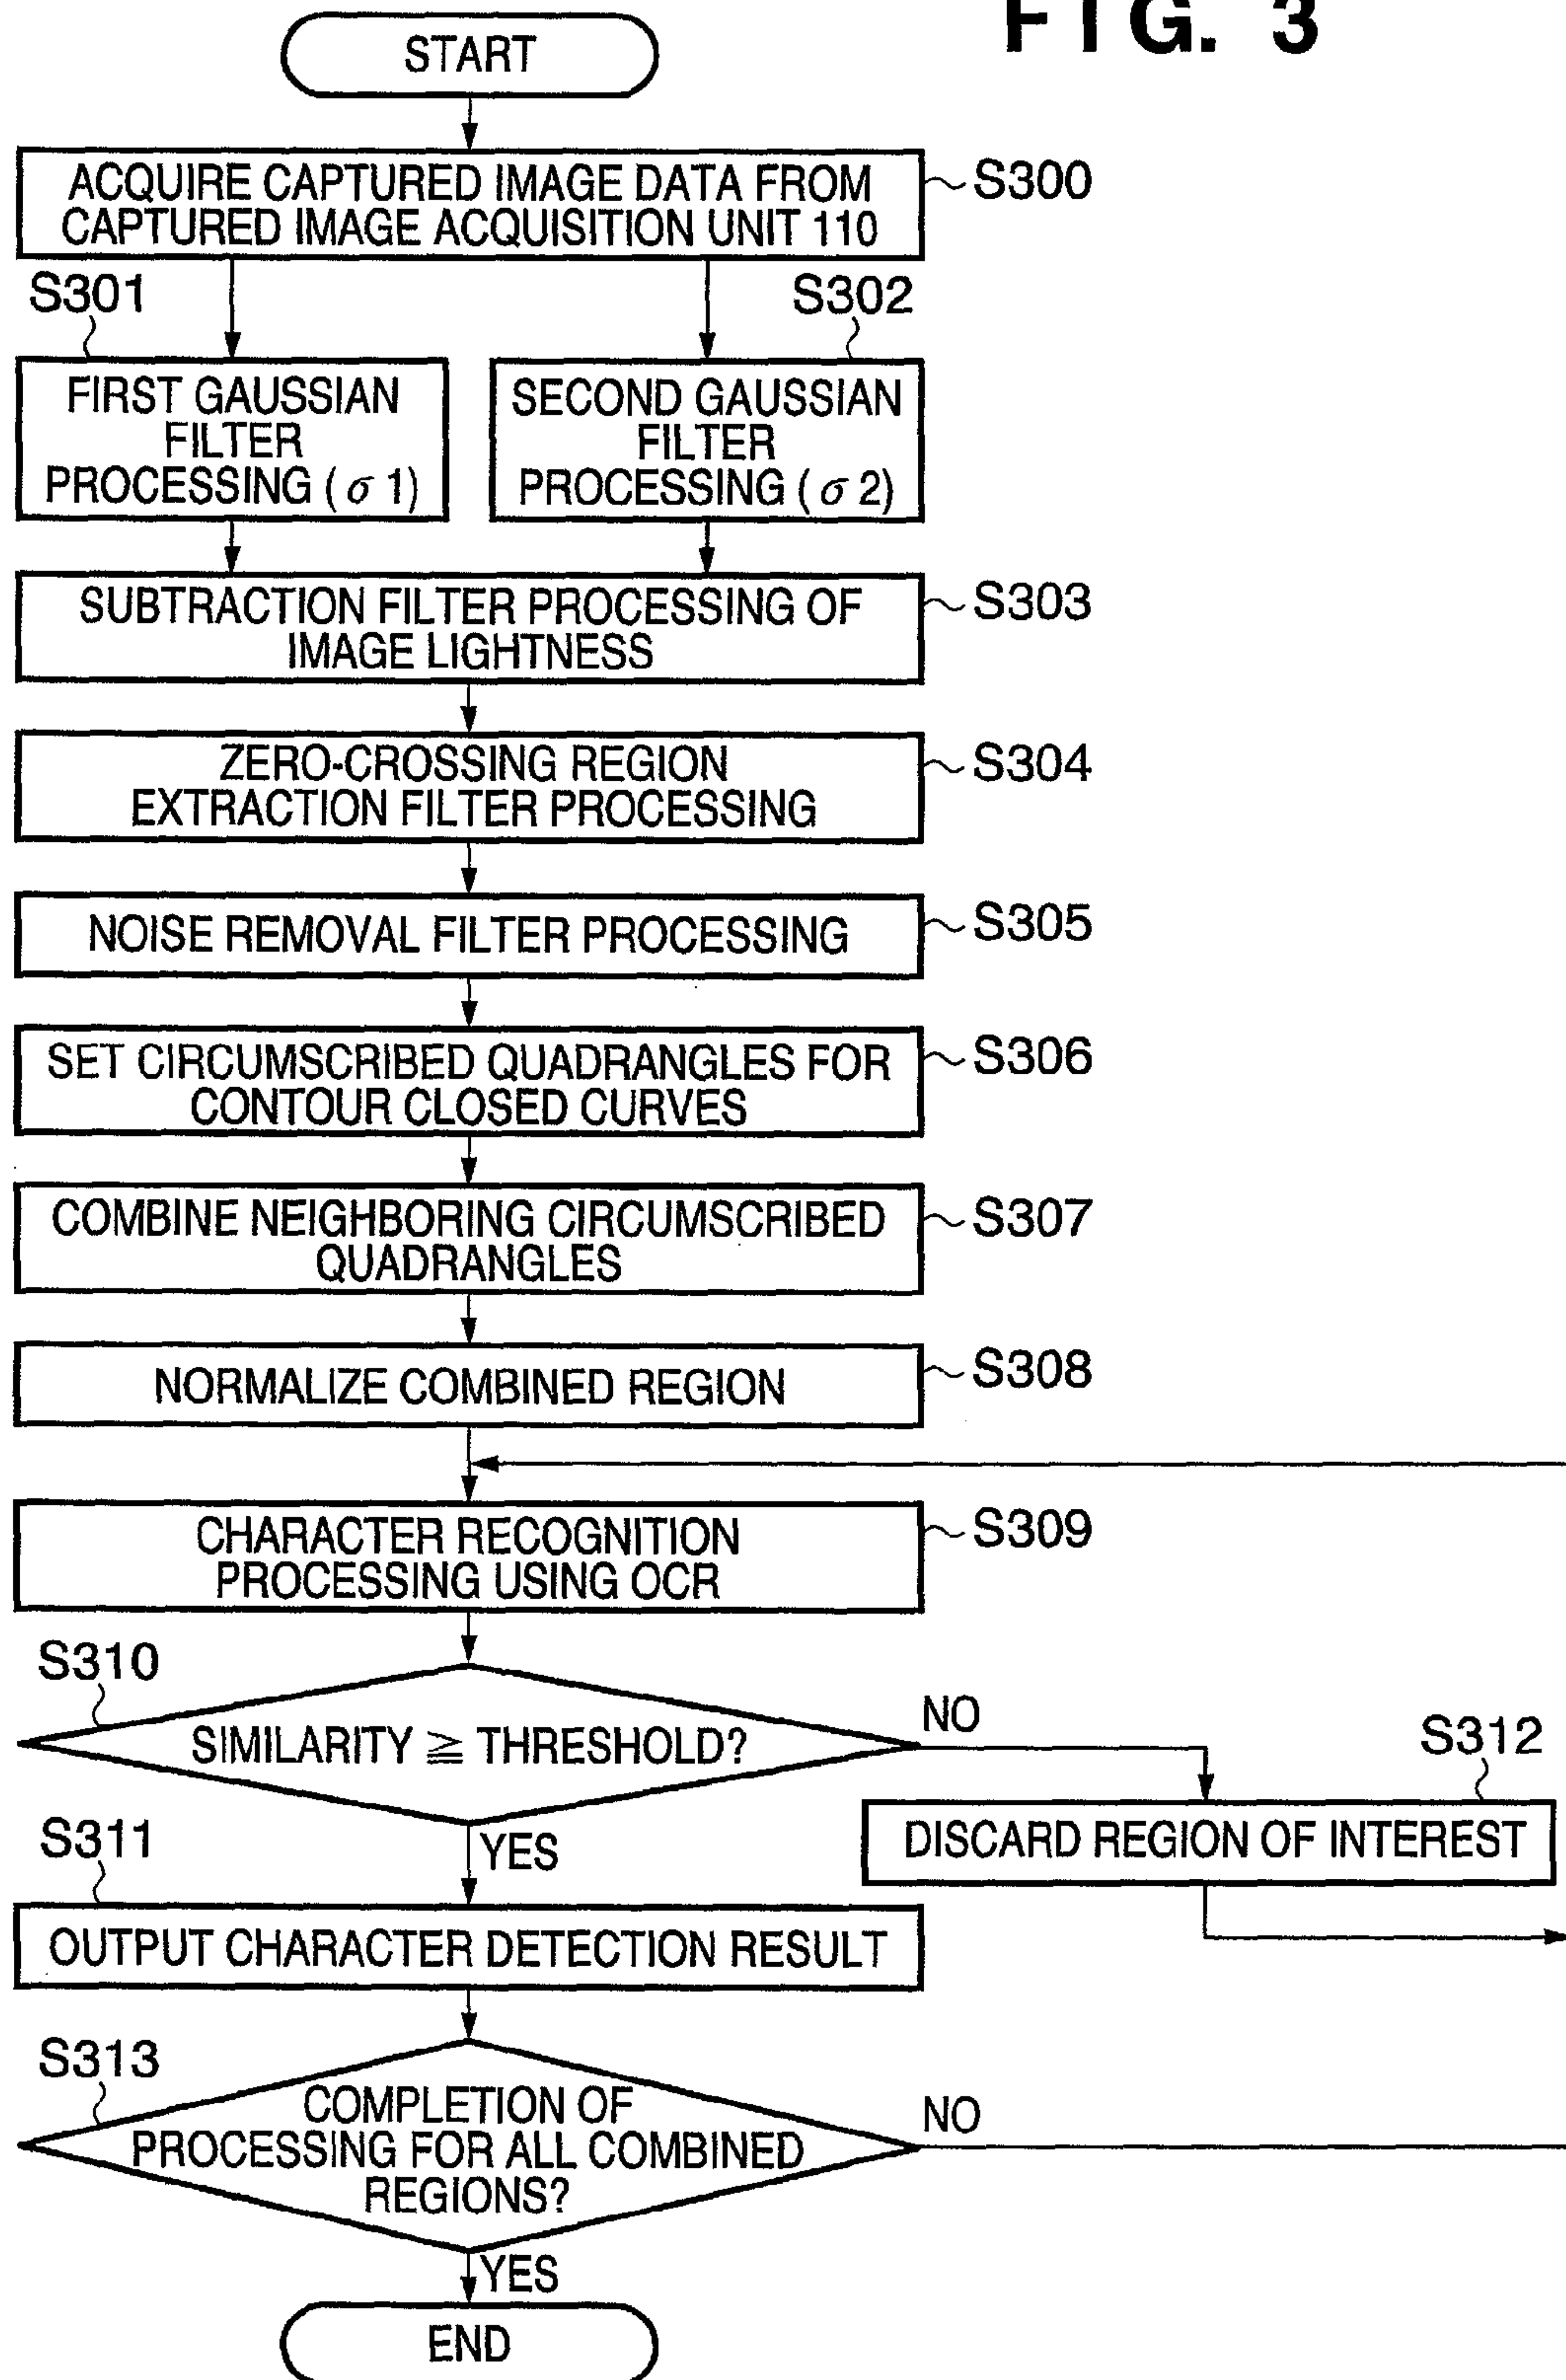 FIG. 3
START
ACQUIRE CAPTURED IMAGE DATA FROM
CAPTURED IMAGE ACQUISITION UNIT 110
S300
S301
FIRST GAUSSIAN
FILTER
PROCESSING (σ 1)
S302
SECOND GAUSSIAN
FILTER
PROCESSING (σ 2)
SUBTRACTION FILTER PROCESSING OF
IMAGE LIGHTNESS
S303
ZERO-CROSSING REGION
EXTRACTION FILTER PROCESSING
S304
NOISE REMOVAL FILTER PROCESSING
S305
SET CIRCUMSCRIBED QUADRANGLES FOR
CONTOUR CLOSED CURVES
S306
COMBINE NEIGHBORING CIRCUMSCRIBED
QUADRANGLES
S307
NORMALIZE COMBINED REGION
S308
CHARACTER RECOGNITION
PROCESSING USING OCR
S309
S310
SIMILARITY ≧ THRESHOLD?
NO
S312
DISCARD REGION OF INTEREST
YES
S311
OUTPUT CHARACTER DETECTION RESULT
S313
COMPLETION OF
PROCESSING FOR ALL COMBINED
REGIONS?
NO
YES
END